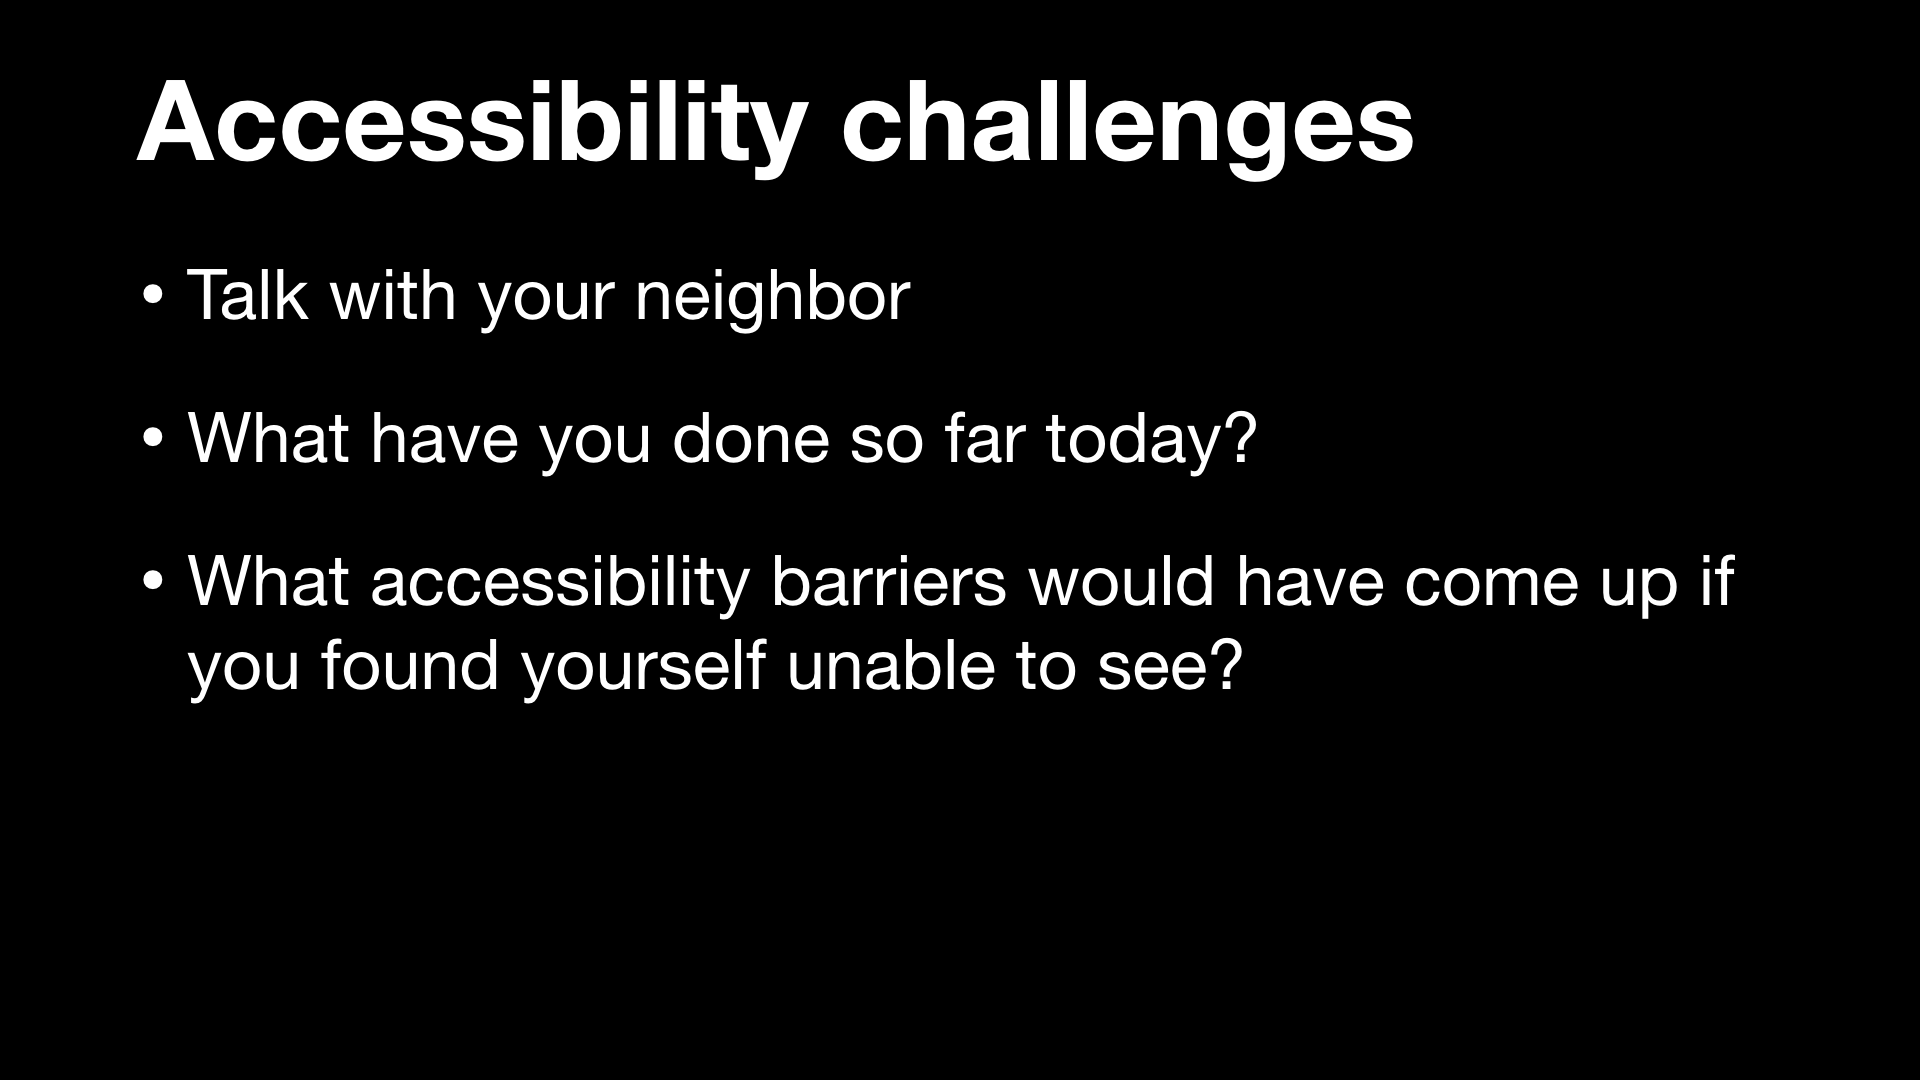 Accessibility challenges
• Talk with your neighbor
• What have you done so far today?
• What accessibility barriers would have come up if
you found yourself unable to see?